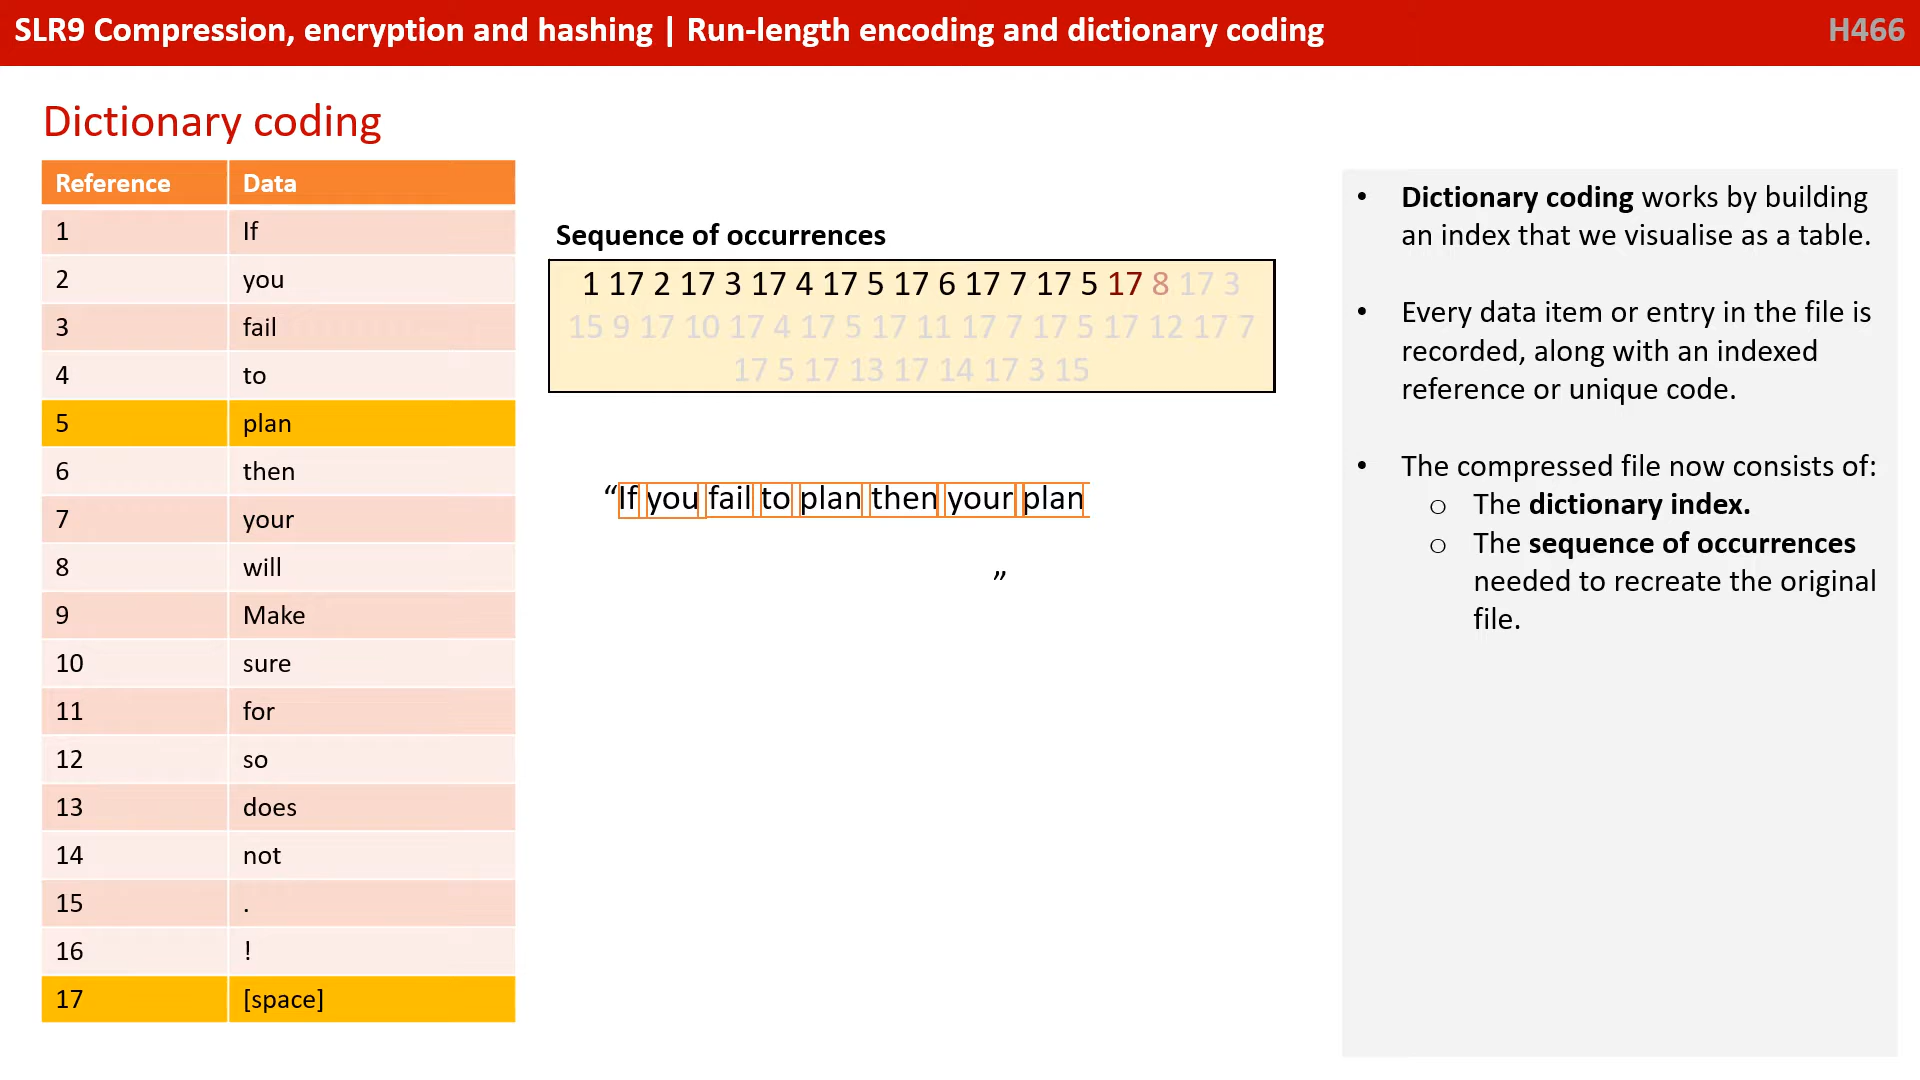 SLR9 Compression, encryption and hashing | Run-length encoding and dictionary coding
H466
Dictionary coding
Reference Data
1 If
2 you
3 fail
4 to
5 plan
6 then
7 your
8 will
9 Make
10 sure
11 for
12 so
13 does
14 not
15 .
16 !
17 [space]
Sequence of occurrences
1 17 2 17 3 17 4 17 5 17 6 17 7 17 5 17 8 17 3
15 9 17 10 17 4 17 5 17 11 17 7 17 5 17 12 17 7
17 5 17 13 17 14 17 3 15
“If you fail to plan then your plan
”
• Dictionary coding works by building
an index that we visualise as a table.
• Every data item or entry in the file is
recorded, along with an indexed
reference or unique code.
• The compressed file now consists of:
o The dictionary index.
o The sequence of occurrences
needed to recreate the original
file.